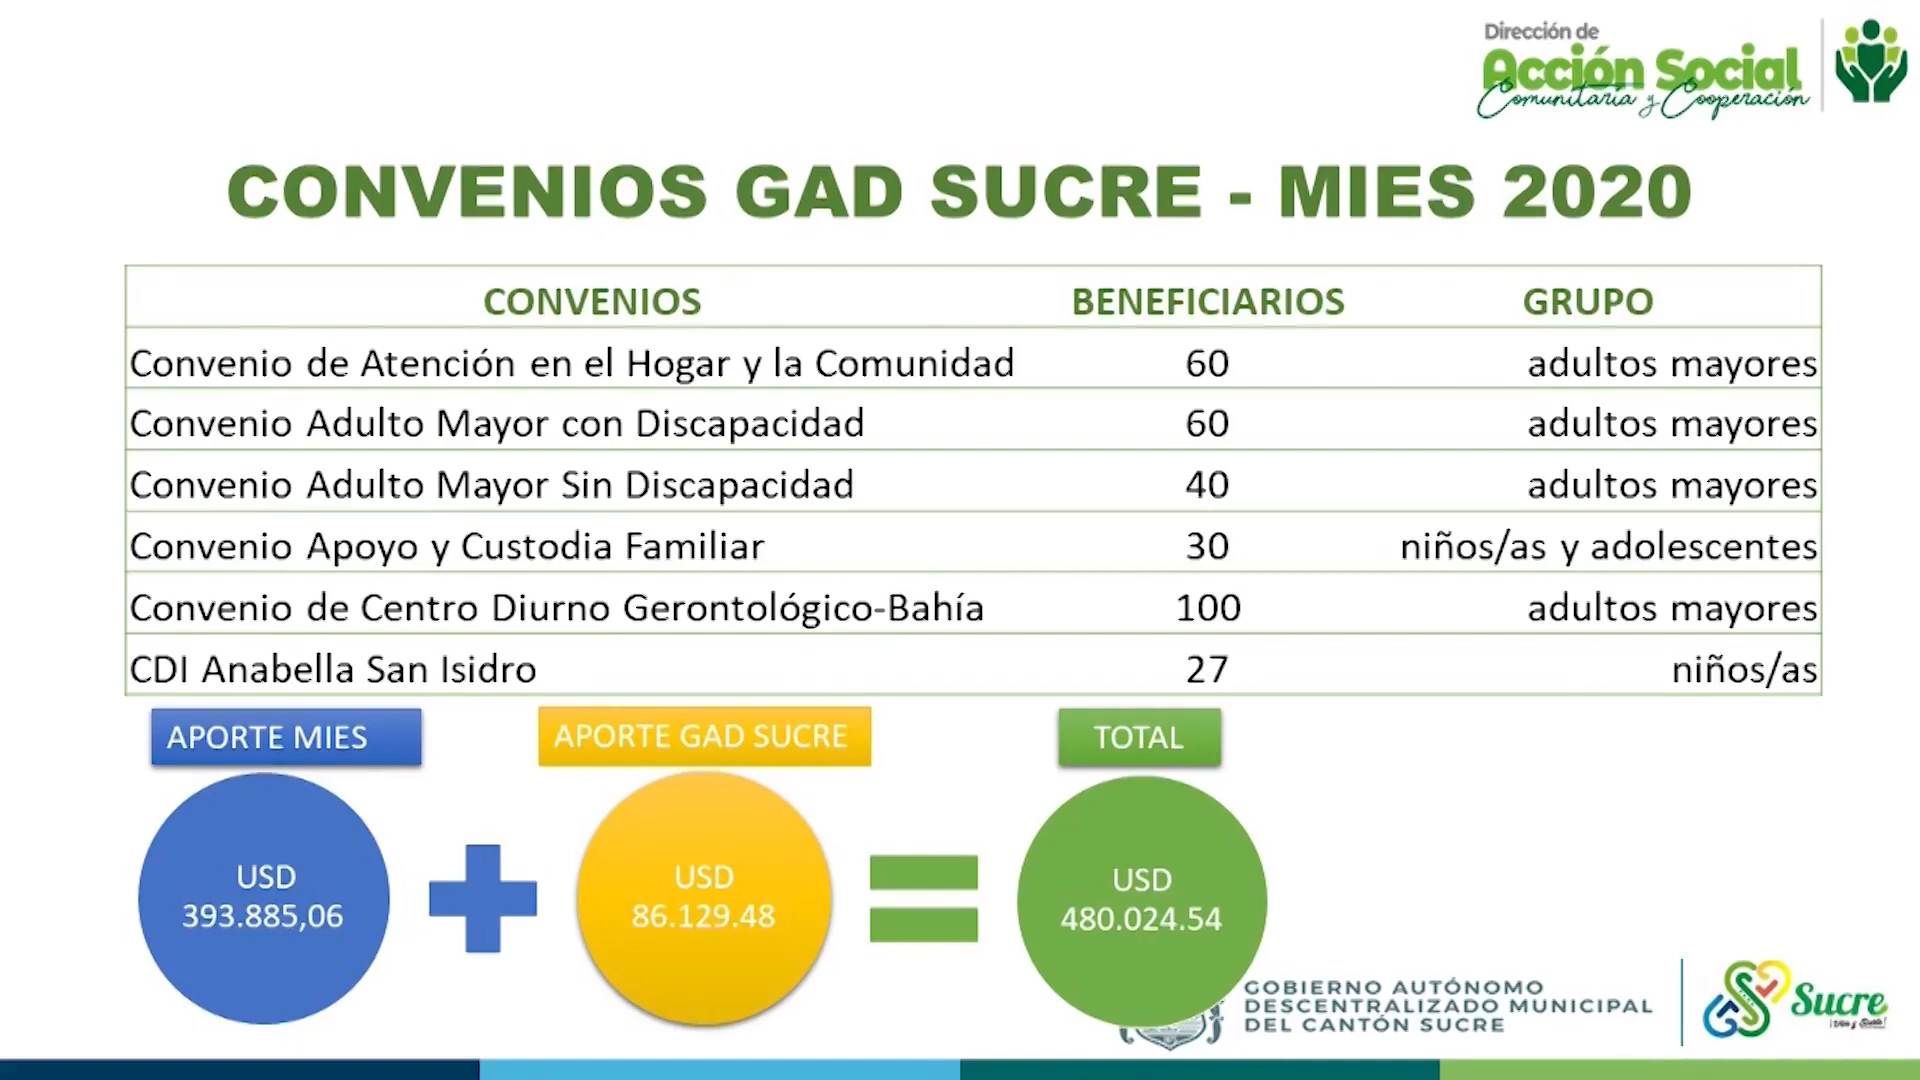 Dirección de
Acción Social
Comunitaria y Cooperación
CONVENIOS GAD SUCRE - MIES 2020
CONVENIOS BENEFICIARIOS GRUPO
Convenio de Atención en el Hogar y la Comunidad 60 adultos mayores
Convenio Adulto Mayor con Discapacidad 60 adultos mayores
Convenio Adulto Mayor Sin Discapacidad 40 adultos mayores
Convenio Apoyo y Custodia Familiar 30 niños/as y adolescentes
Convenio de Centro Diurno Gerontológico-Bahía 100 adultos mayores
CDI Anabella San Isidro 27 niños/as
APORTE MIES APORTE GAD SUCRE TOTAL
USD
393.885,06
USD
86.129.48
USD
480.024.54
GOBIERNO AUTÓNOMO
DESCENTRALIZADO MUNICIPAL
DEL CANTÓN SUCRE
Sucre